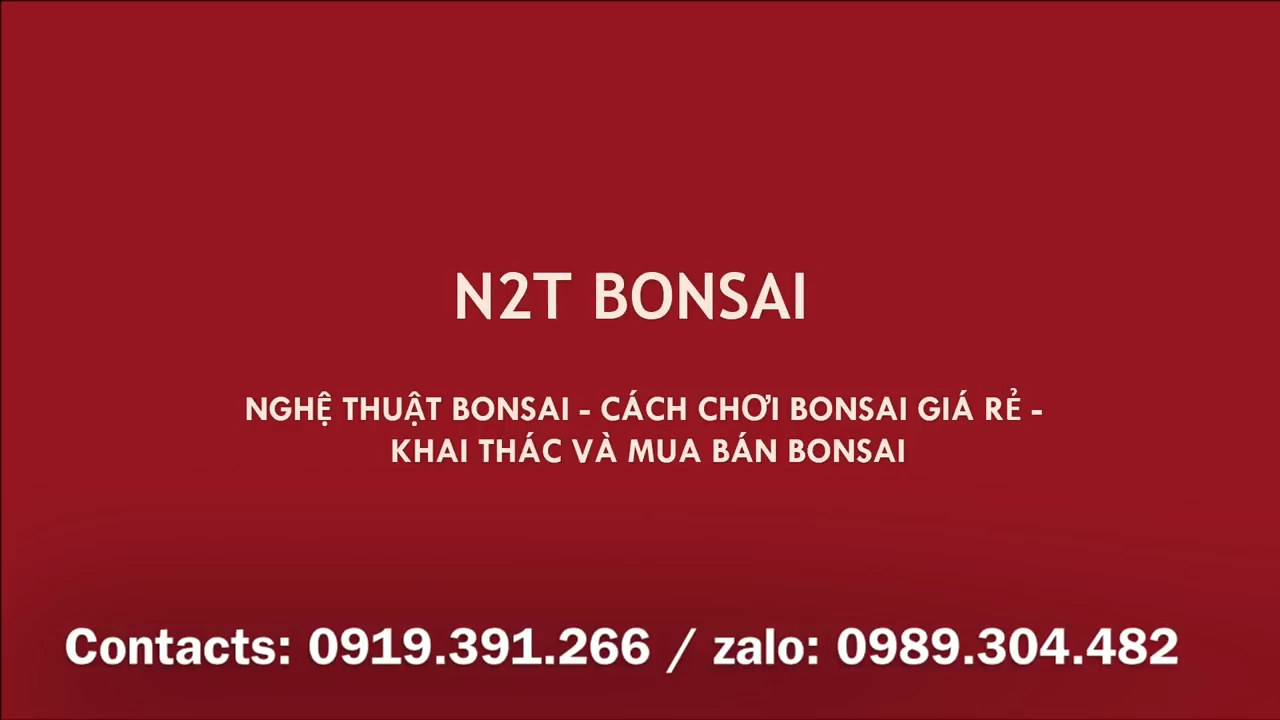 N2T BONSAI
NGHỆ THUẬT BONSAI - CÁCH CHƠI BONSAI GIÁ RẺ -
KHAI THÁC VÀ MUA BÁN BONSAI
Contacts: 0919.391.266 / zalo: 0989.304.482